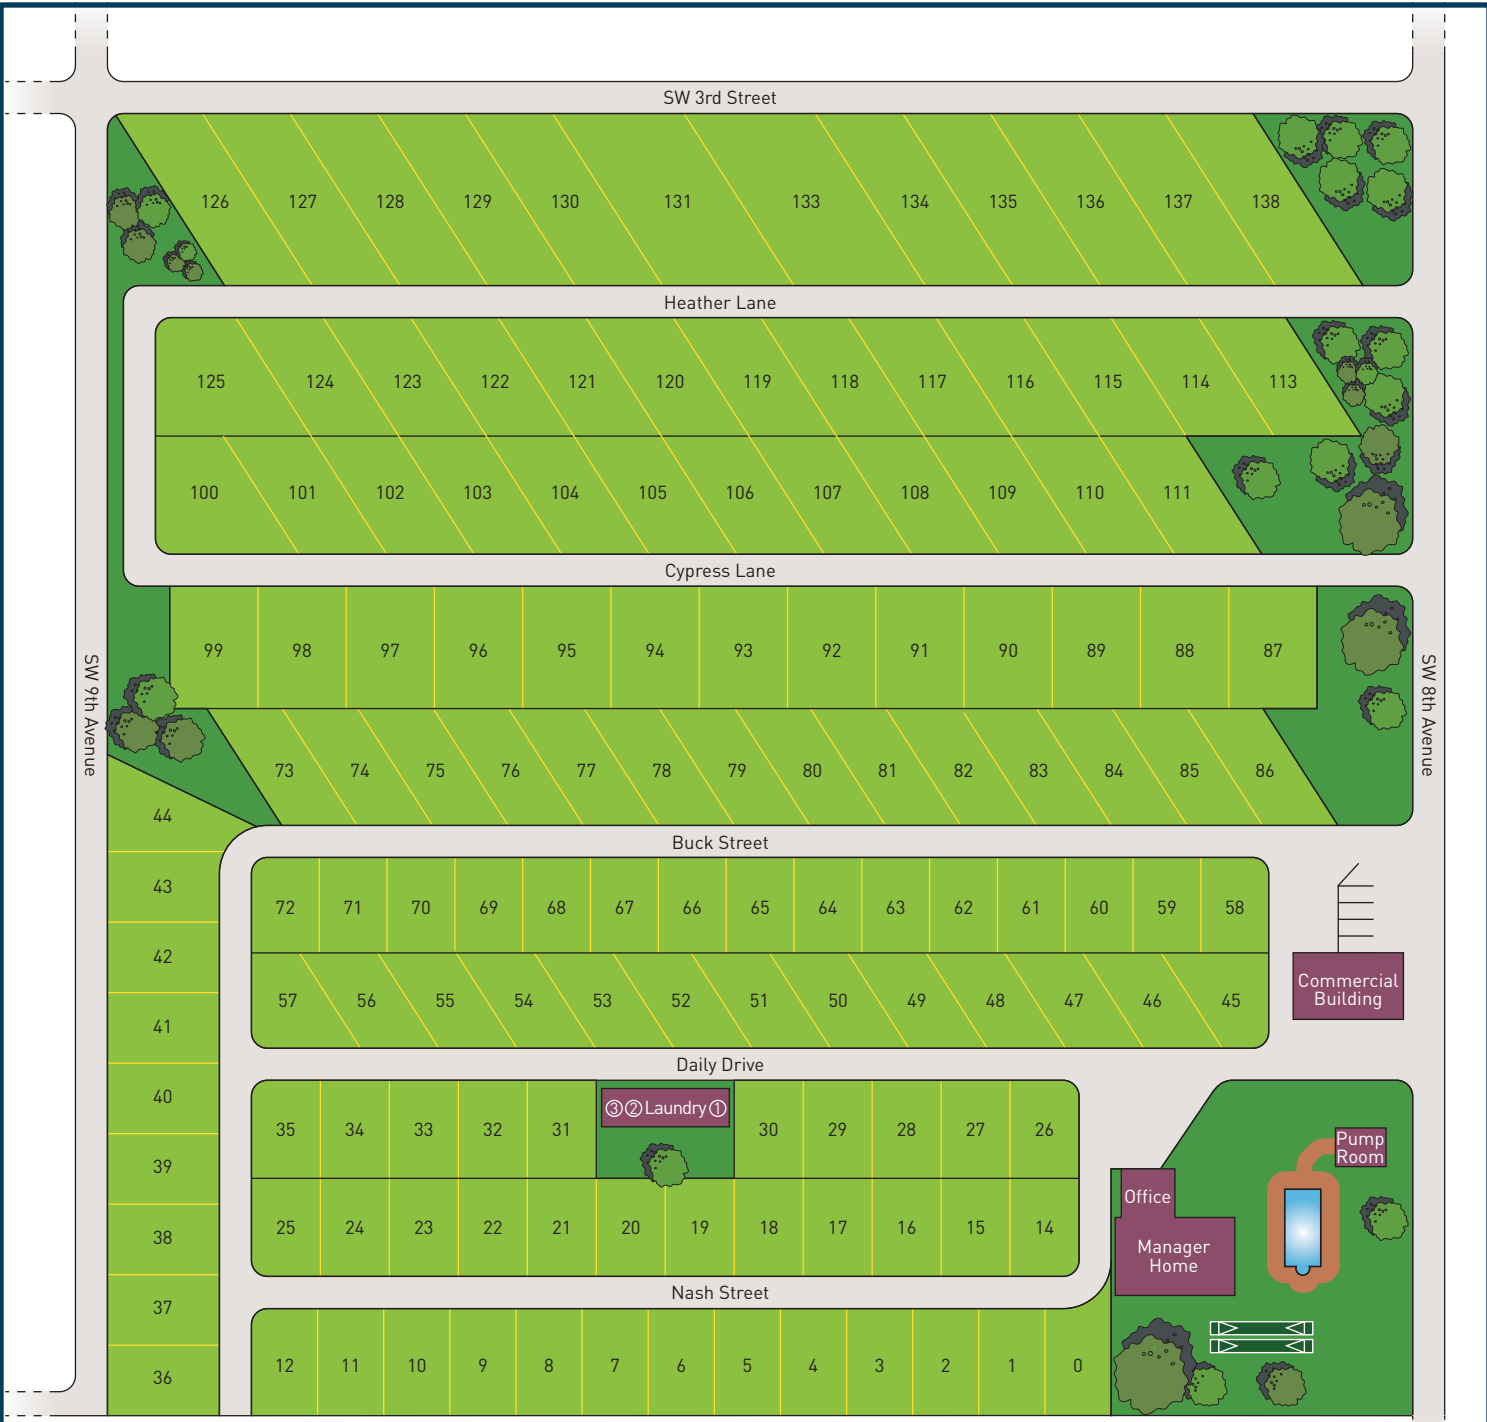 SW 3rd Street
126 127 128 129 130 131 133 134 135 136 137 138
Heather Lane
125 124 123 122 121 120 119 118 117 116 115 114 113
100 101 102 103 104 105 106 107 108 109 110 111
Cypress Lane
99 98 97 96 95 94 93 92 91 90 89 88 87
SW 9th Avenue
SW 8th Avenue
73 74 75 76 77 78 79 80 81 82 83 84 85 86
44
Buck Street
43
72 71 70 69 68 67 66 65 64 63 62 61 60 59 58
42
Commercial
Building
57 56 55 54 53 52 51 50 49 48 47 46 45
41
Daily Drive
40
③②Laundry①
35 34 33 32 31 30 29 28 27 26
Pump
Room
39
Office
25 24 23 22 21 20 19 18 17 16 15 14
38
Manager
Home
Nash Street
37
12 11 10 9 8 7 6 5 4 3 2 1 0
36